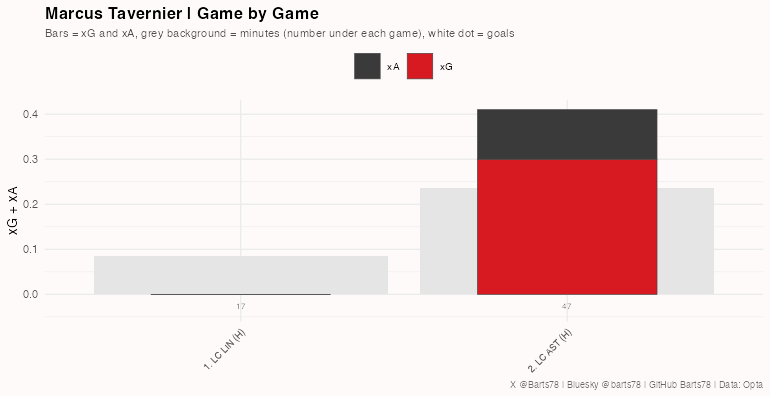 Marcus Tavernier | Game by Game
Bars = xG and xA, grey background = minutes (number under each game), white dot = goals
xA xG
xG + xA
0.4
0.3
0.2
0.1
0.0
17 47
1. LC LIN (H) 2. LC AST (H)
X @Barts78 | Bluesky @barts78 | GitHub Barts78 | Data: Opta